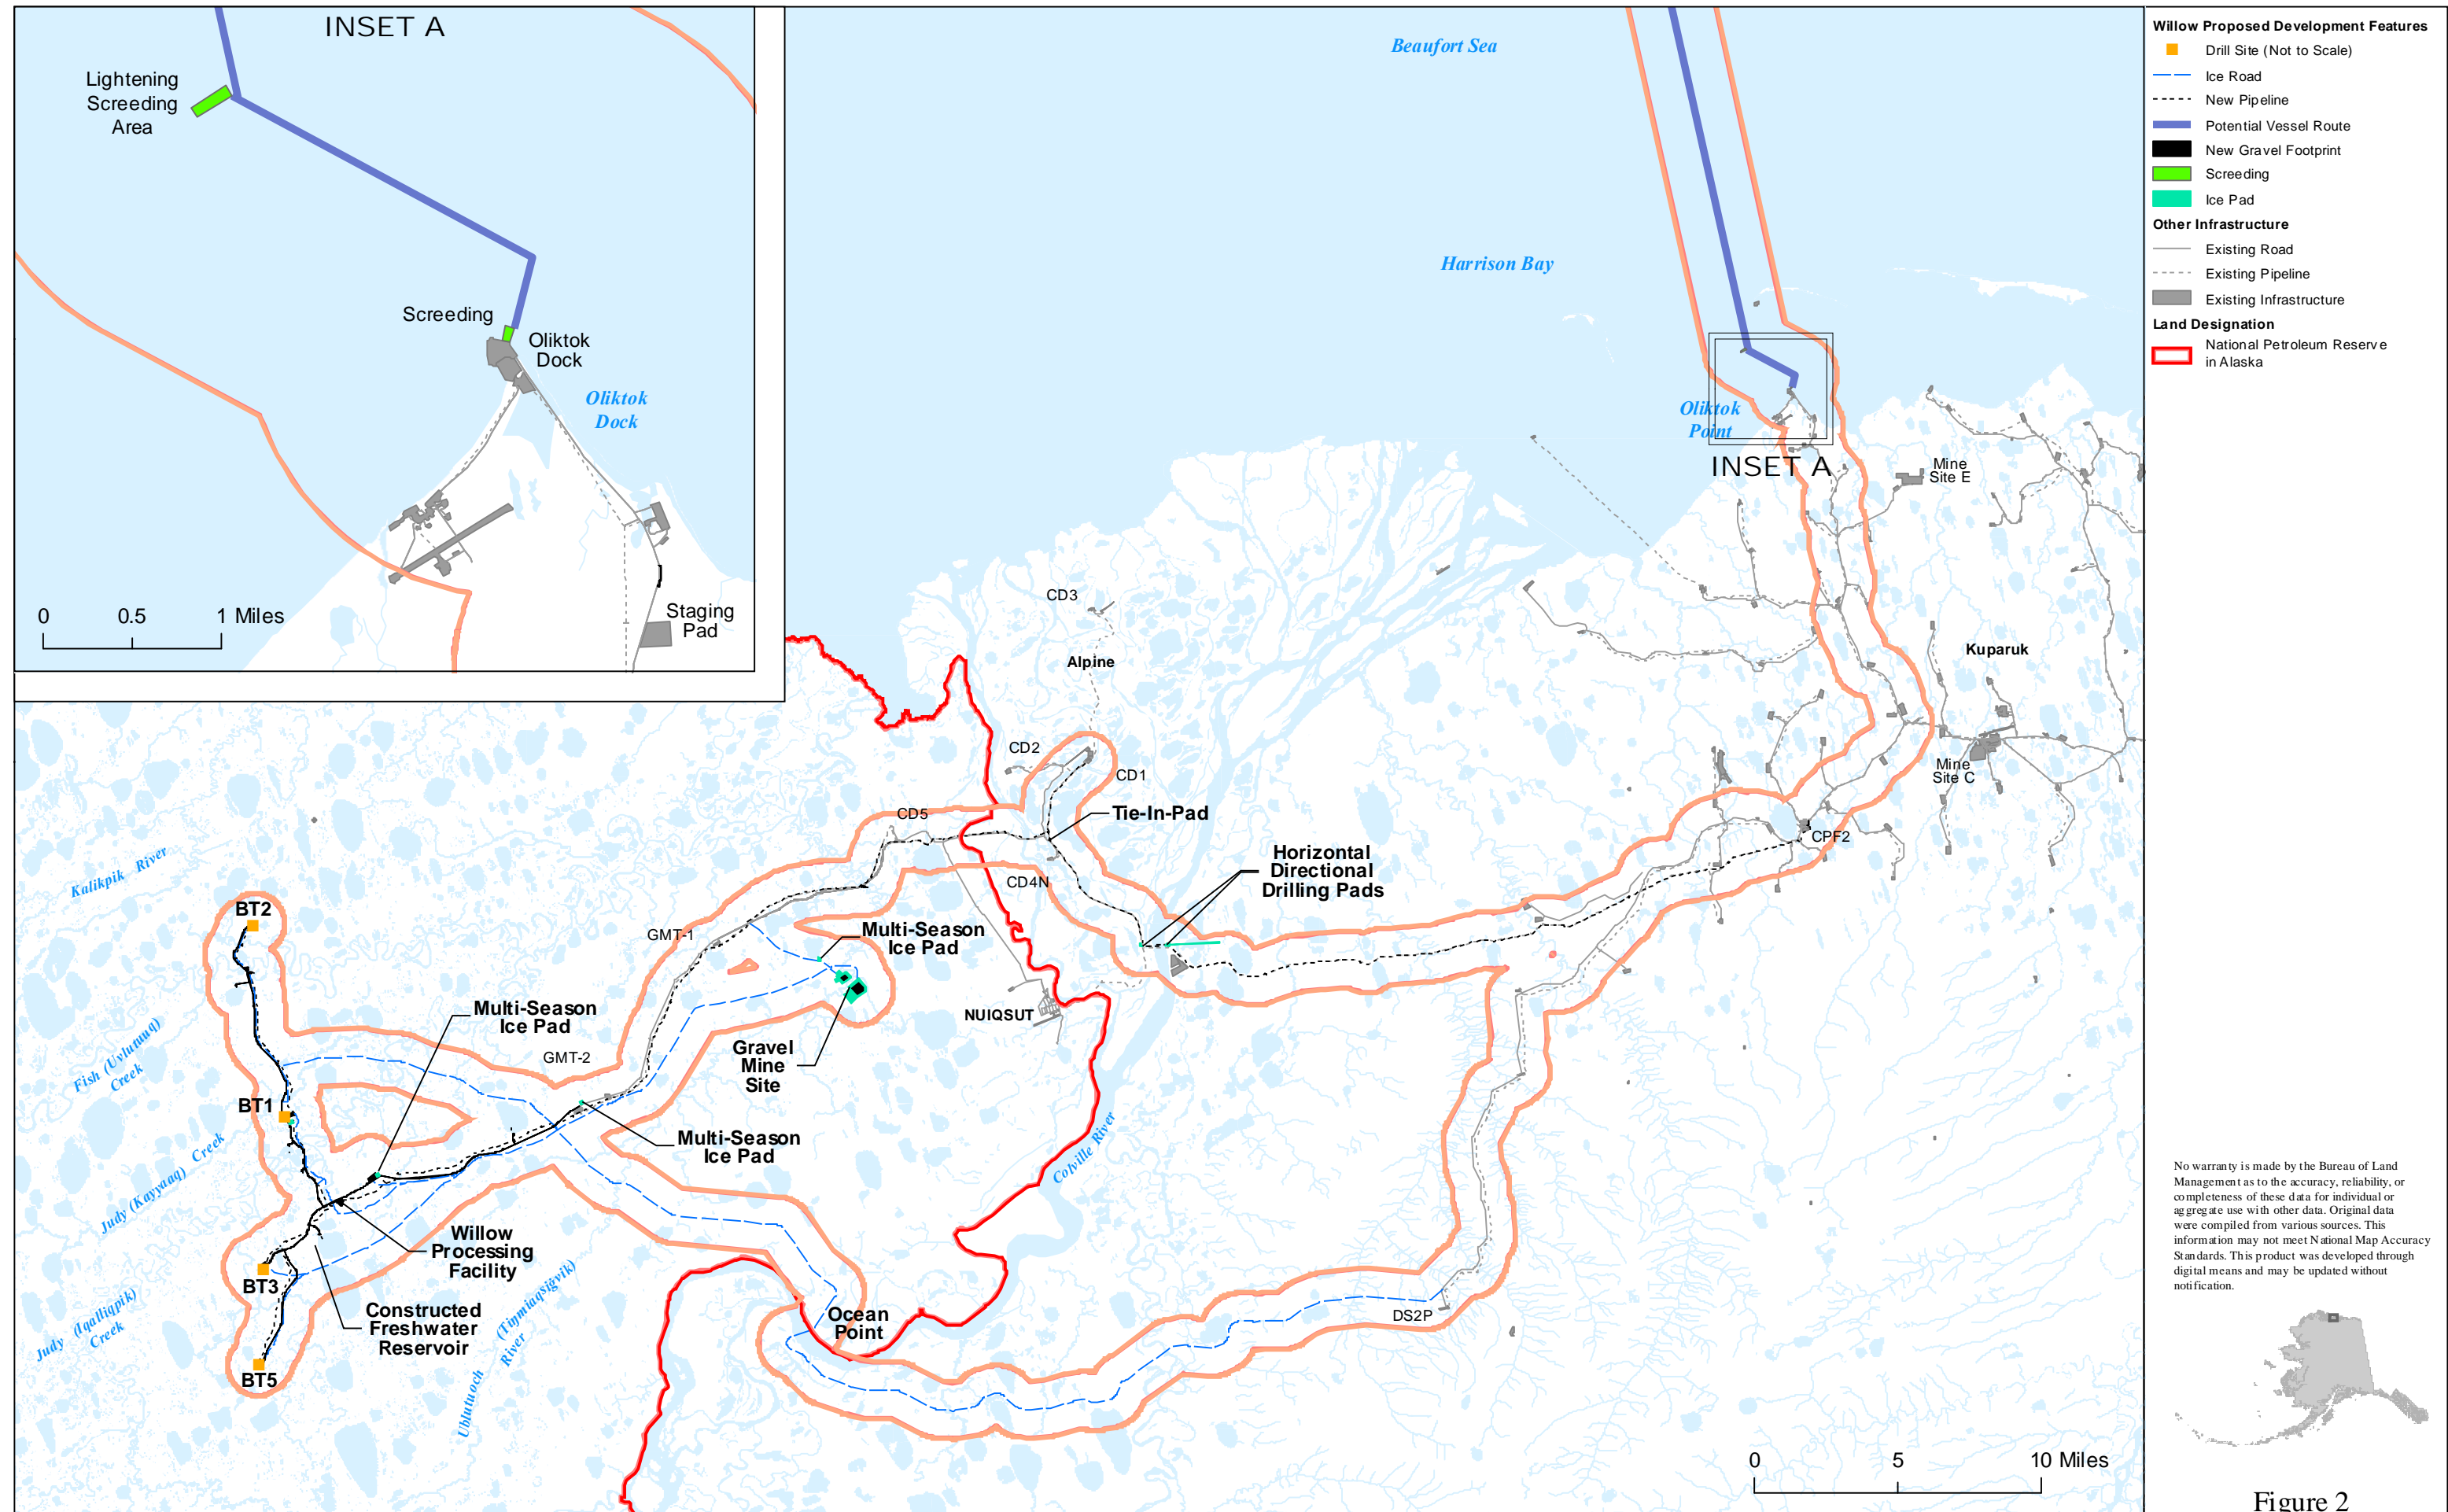 INSET A
Lightening
Screeding
Area
Screeding
Oliktok
Dock
Oliktok
Dock
Staging
Pad
0 0.5 1 Miles
Beaufort Sea
Harrison Bay
Oliktok
Point
INSET A
Mine
Site E
Kuparuk
Mine
Site C
CPF2
CD3
Alpine
CD2
CD1
CD5
Tie-In-Pad
CD4N
Horizontal
Directional
Drilling Pads
Kalikpik River
BT2
GMT-1
Multi-Season
Ice Pad
Multi-Season
Ice Pad
NUIQSUT
Gravel
Mine
Site
GMT-2
Fish (Uvlutuuq)
Creek
BT1
Multi-Season
Ice Pad
Colville River
Judy (Kayyaaq) Creek
Willow
Processing
Facility
BT3
Constructed
Freshwater
Reservoir
Judy (Iqalliqpik)
Creek
BT5
Ublutuoch (Tiŋmiaqsiġvik)
River
Ocean
Point
DS2P
0 5 10 Miles
Willow Proposed Development Features
Drill Site (Not to Scale)
Ice Road
New Pipeline
Potential Vessel Route
New Gravel Footprint
Screeding
Ice Pad
Other Infrastructure
Existing Road
Existing Pipeline
Existing Infrastructure
Land Designation
National Petroleum Reserve
in Alaska
No warranty is made by the Bureau of Land
Management as to the accuracy, reliability, or
completeness of these data for individual or
aggregate use with other data. Original data
were compiled from various sources. This
information may not meet National Map Accuracy
Standards. This product was developed through
digital means and may be updated without
notification.
Figure 2